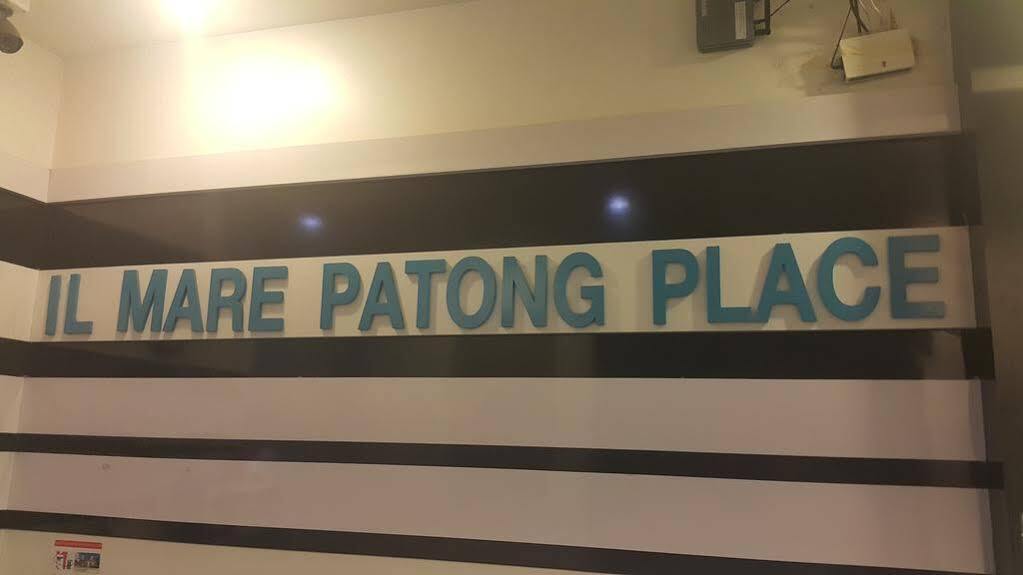 IL MARE PATONG PLACE